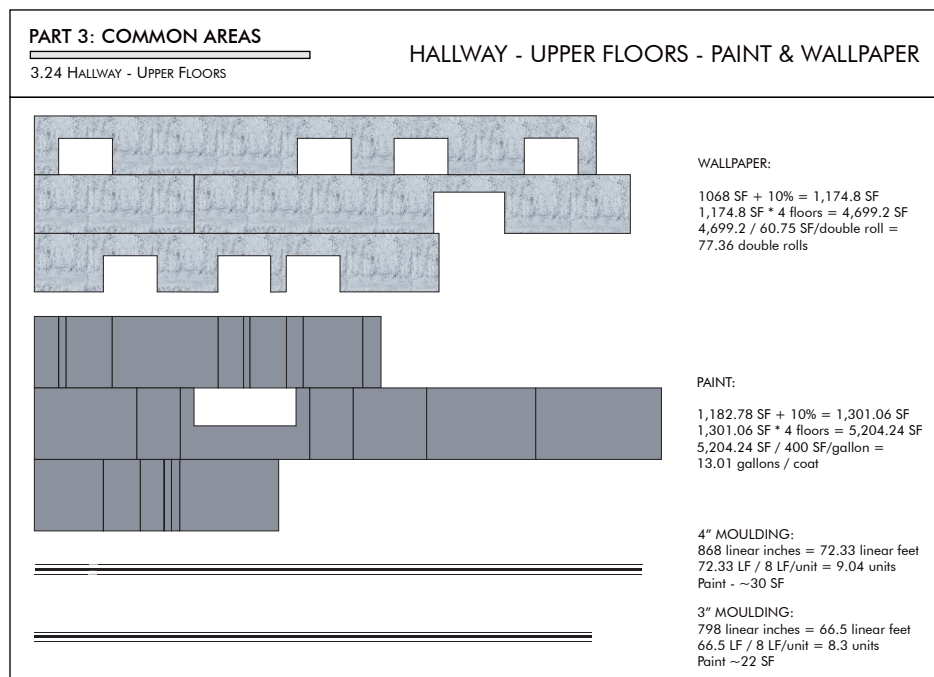 PART 3: COMMON AREAS
3.24 HALLWAY - UPPER FLOORS
HALLWAY - UPPER FLOORS - PAINT & WALLPAPER
WALLPAPER:
1068 SF + 10% = 1,174.8 SF
1,174.8 SF * 4 floors = 4,699.2 SF
4,699.2 / 60.75 SF/double roll =
77.36 double rolls
PAINT:
1,182.78 SF + 10% = 1,301.06 SF
1,301.06 SF * 4 floors = 5,204.24 SF
5,204.24 SF / 400 SF/gallon =
13.01 gallons / coat
4” MOULDING:
868 linear inches = 72.33 linear feet
72.33 LF / 8 LF/unit = 9.04 units
Paint - ~30 SF
3” MOULDING:
798 linear inches = 66.5 linear feet
66.5 LF / 8 LF/unit = 8.3 units
Paint ~22 SF